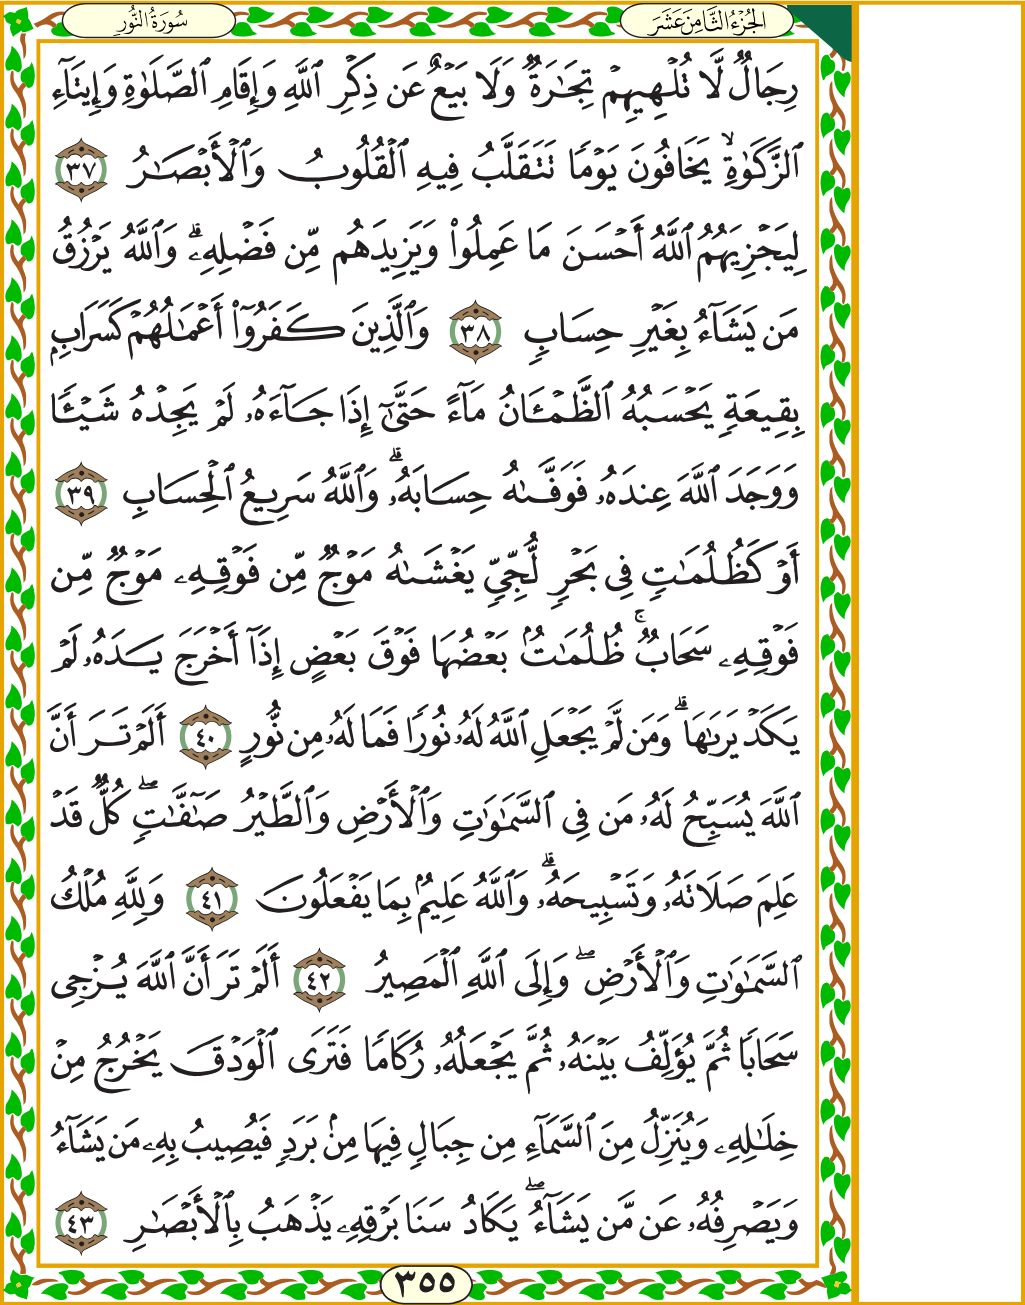 الجُزْءُ الثَّامِنَ عَشَرَ
سُورَةُ النُّورِ
رِجَالٌ لَّا تُلْهِيهِمْ تِجَٰرَةٌ وَلَا بَيْعٌ عَن ذِكْرِ ٱللَّهِ وَإِقَامِ ٱلصَّلَوٰةِ وَإِيتَآءِ
ٱلزَّكَوٰةِ ۙ يَخَافُونَ يَوْمًا تَتَقَلَّبُ فِيهِ ٱلْقُلُوبُ وَٱلْأَبْصَٰرُ ٣٧
لِيَجْزِيَهُمُ ٱللَّهُ أَحْسَنَ مَا عَمِلُوا۟ وَيَزِيدَهُم مِّن فَضْلِهِۦ ۗ وَٱللَّهُ يَرْزُقُ
مَن يَشَآءُ بِغَيْرِ حِسَابٍ ٣٨ وَٱلَّذِينَ كَفَرُوٓا۟ أَعْمَٰلُهُمْ كَسَرَابٍۭ
بِقِيعَةٍ يَحْسَبُهُ ٱلظَّمْـَٔانُ مَآءً حَتَّىٰٓ إِذَا جَآءَهُۥ لَمْ يَجِدْهُ شَيْـًٔا
وَوَجَدَ ٱللَّهَ عِندَهُۥ فَوَفَّىٰهُ حِسَابَهُۥ ۗ وَٱللَّهُ سَرِيعُ ٱلْحِسَابِ ٣٩
أَوْ كَظُلُمَٰتٍ فِى بَحْرٍ لُّجِّىٍّ يَغْشَىٰهُ مَوْجٌ مِّن فَوْقِهِۦ مَوْجٌ مِّن
فَوْقِهِۦ سَحَابٌ ۚ ظُلُمَٰتٌۢ بَعْضُهَا فَوْقَ بَعْضٍ إِذَآ أَخْرَجَ يَدَهُۥ لَمْ
يَكَدْ يَرَىٰهَا ۗ وَمَن لَّمْ يَجْعَلِ ٱللَّهُ لَهُۥ نُورًا فَمَا لَهُۥ مِن نُّورٍ ٤٠ أَلَمْ تَرَ أَنَّ
ٱللَّهَ يُسَبِّحُ لَهُۥ مَن فِى ٱلسَّمَٰوَٰتِ وَٱلْأَرْضِ وَٱلطَّيْرُ صَٰٓفَّٰتٍ ۖ كُلٌّ قَدْ
عَلِمَ صَلَاتَهُۥ وَتَسْبِيحَهُۥ ۗ وَٱللَّهُ عَلِيمٌۢ بِمَا يَفْعَلُونَ ٤١ وَلِلَّهِ مُلْكُ
ٱلسَّمَٰوَٰتِ وَٱلْأَرْضِ ۖ وَإِلَى ٱللَّهِ ٱلْمَصِيرُ ٤٢ أَلَمْ تَرَ أَنَّ ٱللَّهَ يُزْجِى
سَحَابًا ثُمَّ يُؤَلِّفُ بَيْنَهُۥ ثُمَّ يَجْعَلُهُۥ رُكَامًا فَتَرَى ٱلْوَدْقَ يَخْرُجُ مِنْ
خِلَٰلِهِۦ وَيُنَزِّلُ مِنَ ٱلسَّمَآءِ مِن جِبَالٍ فِيهَا مِنۢ بَرَدٍ فَيُصِيبُ بِهِۦ مَن يَشَآءُ
وَيَصْرِفُهُۥ عَن مَّن يَشَآءُ ۖ يَكَادُ سَنَا بَرْقِهِۦ يَذْهَبُ بِٱلْأَبْصَٰرِ ٤٣
٣٥٥